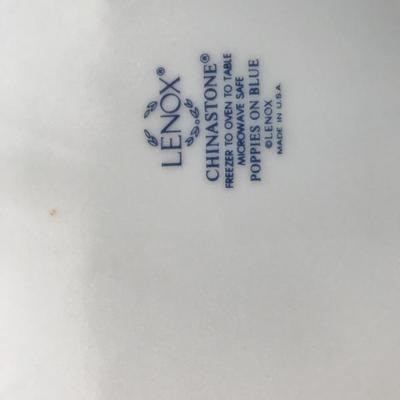 LENOX®
CHINASTONE®
FREEZER TO OVEN TO TABLE
MICROWAVE SAFE
POPPIES ON BLUE
©LENOX
MADE IN U.S.A.